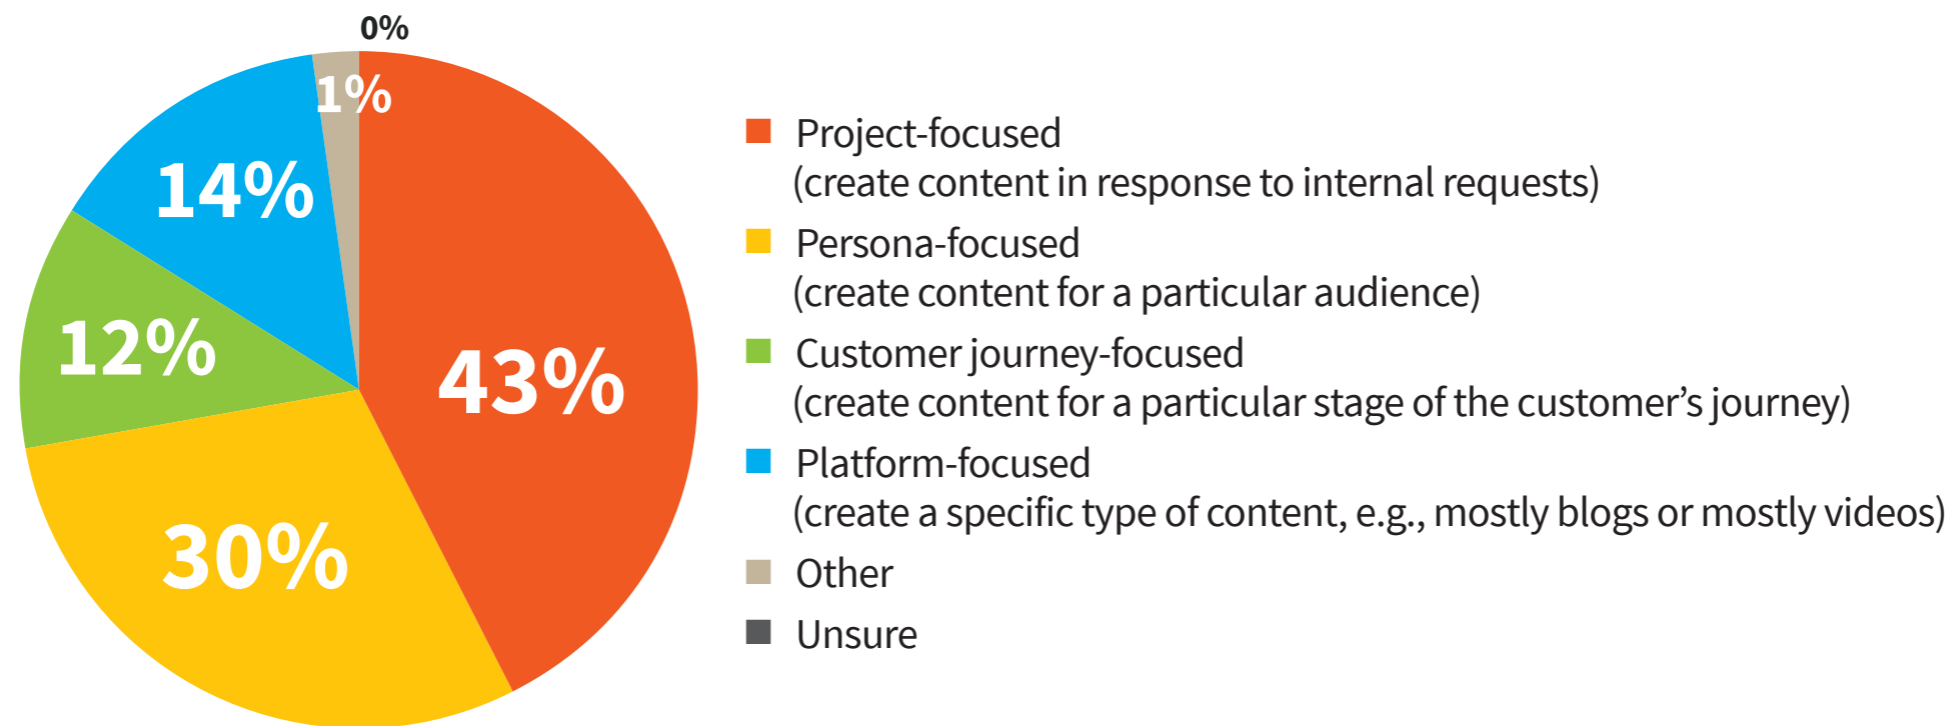 0%
1%
14%
12%
43%
30%
Project-focused
(create content in response to internal requests)
Persona-focused
(create content for a particular audience)
Customer journey-focused
(create content for a particular stage of the customer’s journey)
Platform-focused
(create a specific type of content, e.g., mostly blogs or mostly videos)
Other
Unsure